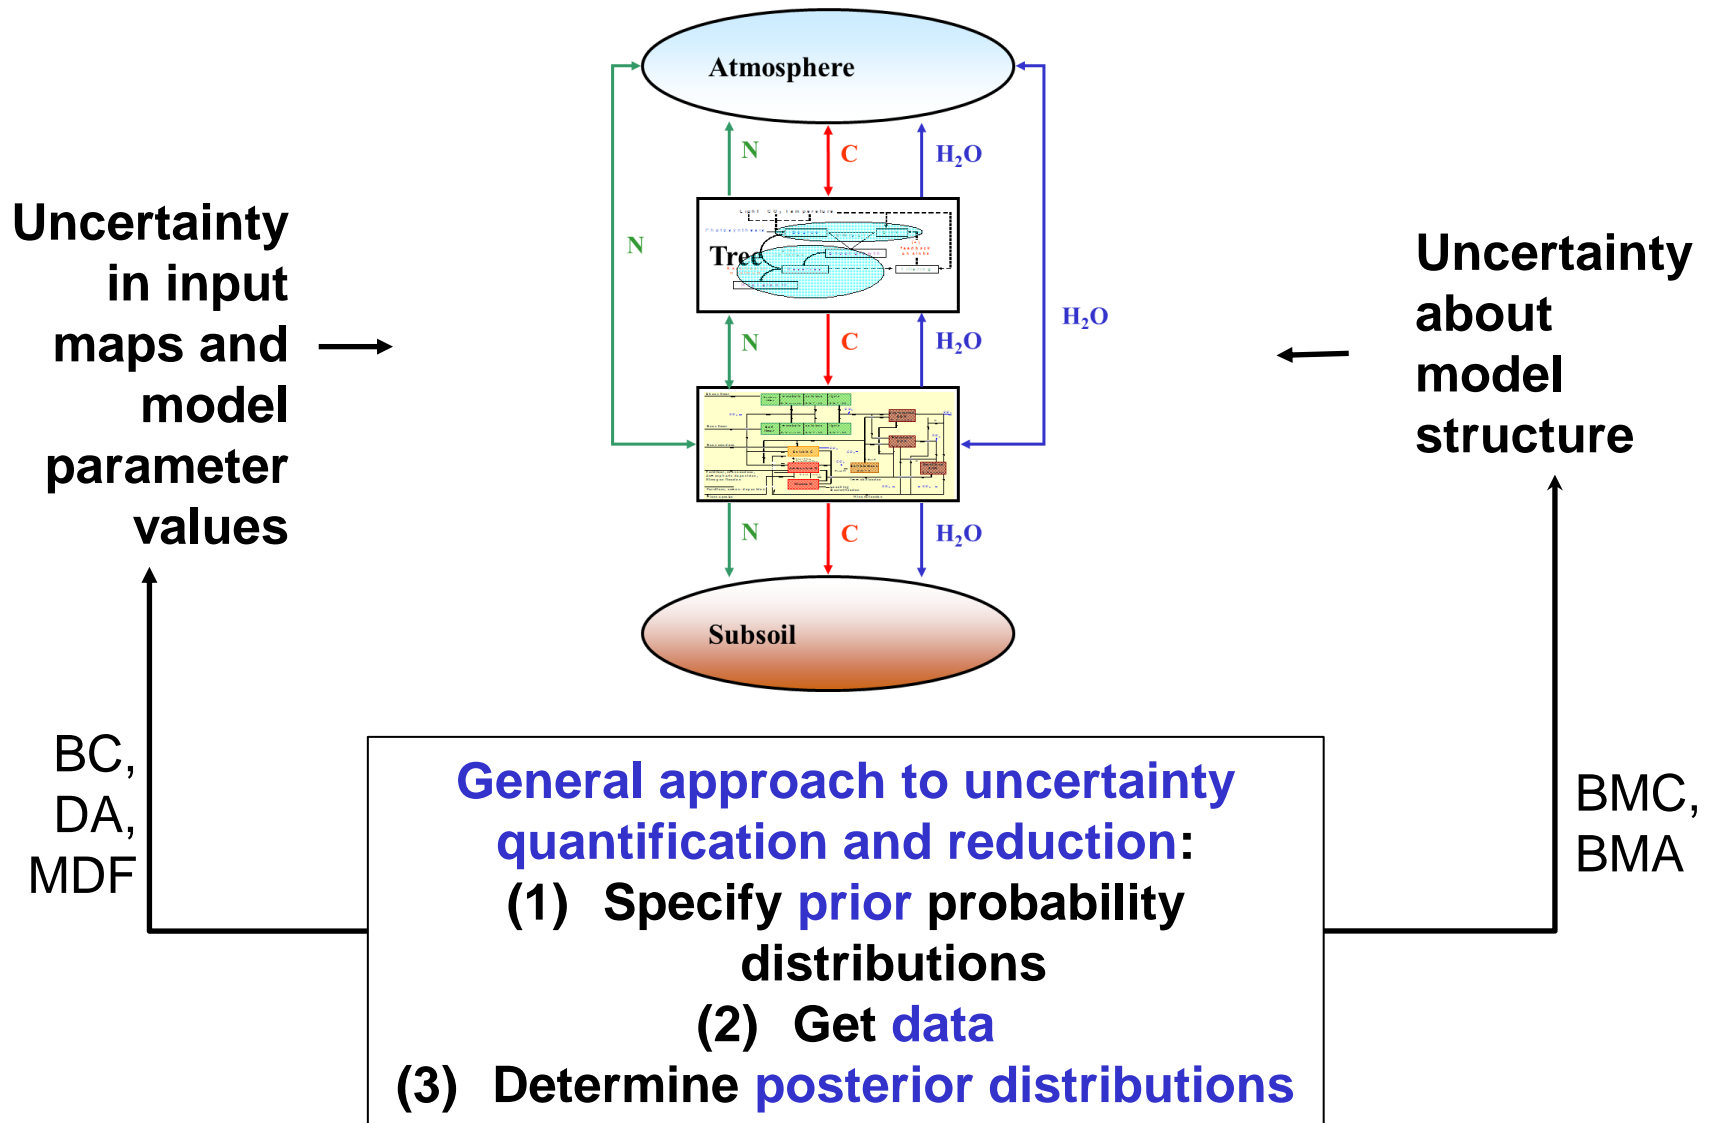 Atmosphere
N
C
H₂O
Uncertainty
in input
maps and
model
parameter
values
N
Tree
Uncertainty
about
model
structure
H₂O
N
C
H₂O
N
C
H₂O
Subsoil
BC,
DA,
MDF
General approach to uncertainty
quantification and reduction:
(1) Specify prior probability
distributions
(2) Get data
(3) Determine posterior distributions
BMC,
BMA